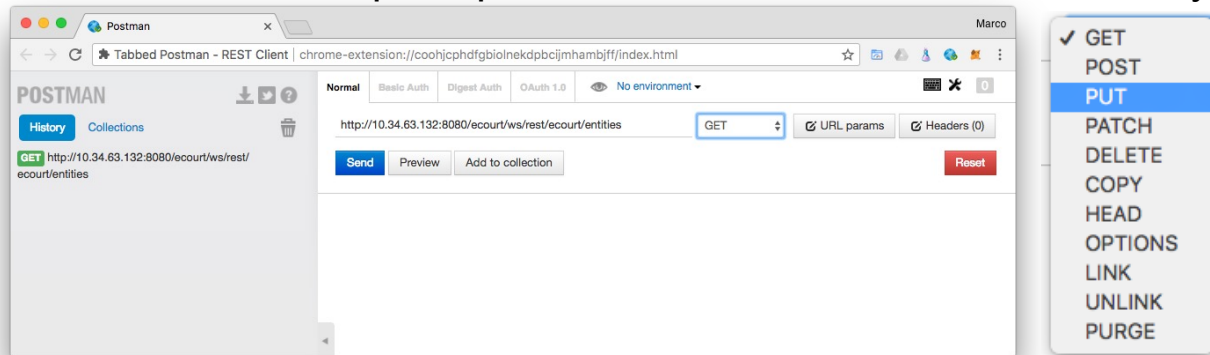 Postman
Marco
Tabbed Postman - REST Client
chrome-extension://coohjcphdfgbiolnekdpbcijmhambjff/index.html
POSTMAN
History
Collections
GET http://10.34.63.132:8080/ecourt/ws/rest/
ecourt/entities
Normal
Basic Auth
Digest Auth
OAuth 1.0
No environment
0
http://10.34.63.132:8080/ecourt/ws/rest/ecourt/entities
GET
URL params
Headers (0)
Send
Preview
Add to collection
Reset
✓ GET
POST
PUT
PATCH
DELETE
COPY
HEAD
OPTIONS
LINK
UNLINK
PURGE